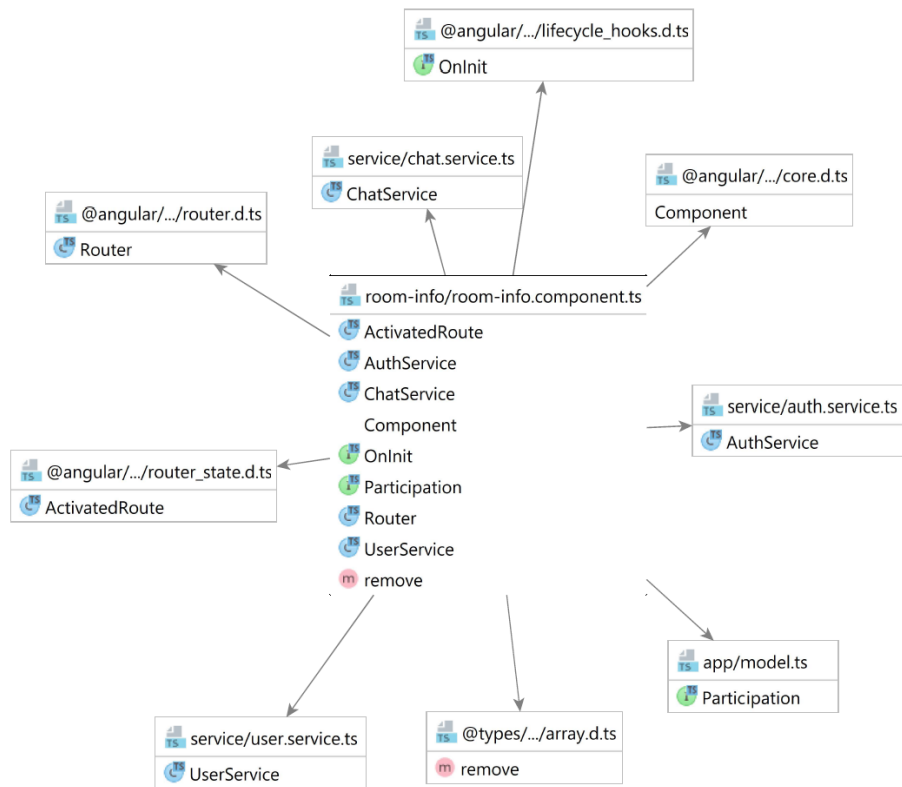 @angular/.../lifecycle_hooks.d.ts
OnInit
service/chat.service.ts
ChatService
@angular/.../core.d.ts
Component
@angular/.../router.d.ts
Router
room-info/room-info.component.ts
ActivatedRoute
AuthService
ChatService
Component
OnInit
Participation
Router
UserService
remove
service/auth.service.ts
AuthService
@angular/.../router_state.d.ts
ActivatedRoute
app/model.ts
Participation
service/user.service.ts
UserService
@types/.../array.d.ts
remove